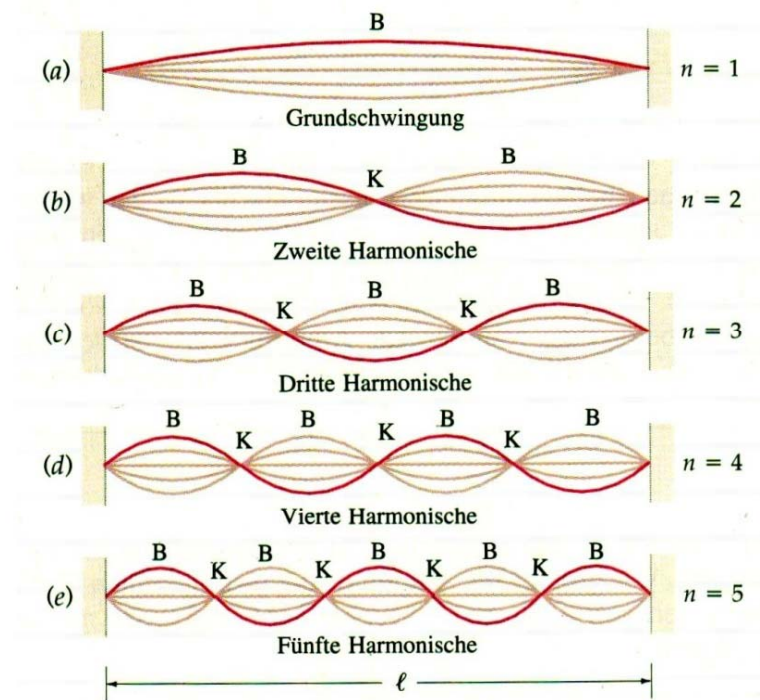 B
(a) n = 1
Grundschwingung
B K B
(b) n = 2
Zweite Harmonische
B K B K B
(c) n = 3
Dritte Harmonische
B K B K B K B
(d) n = 4
Vierte Harmonische
B K B K B K B K B
(e) n = 5
Fünfte Harmonische
ℓ